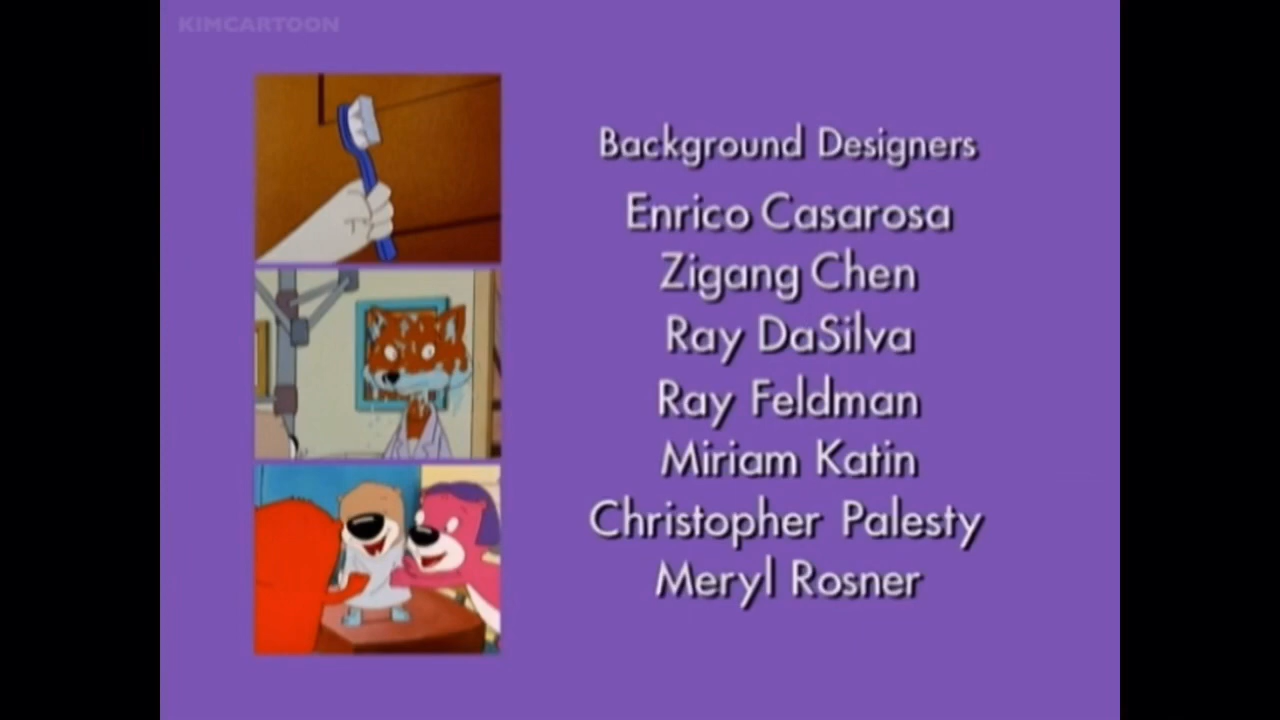 KIMCARTOON
Background Designers
Enrico Casarosa
Zigang Chen
Ray DaSilva
Ray Feldman
Miriam Katin
Christopher Palesty
Meryl Rosner